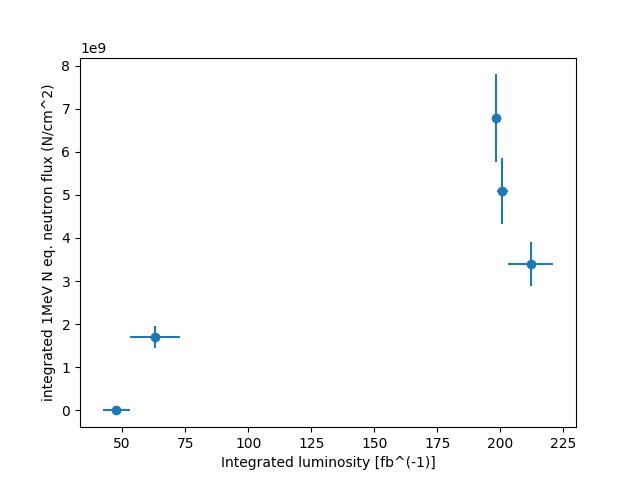 1e9
8
7
6
5
4
3
2
1
0
integrated 1MeV N eq. neutron flux (N/cm^2)
50 75 100 125 150 175 200 225
Integrated luminosity [fb^(-1)]